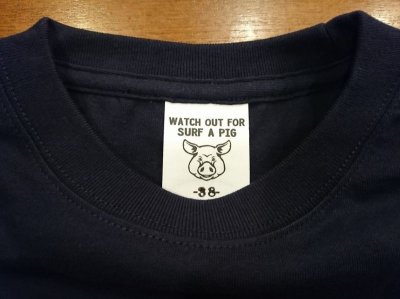 WATCH OUT FOR
SURF A PIG
-38-